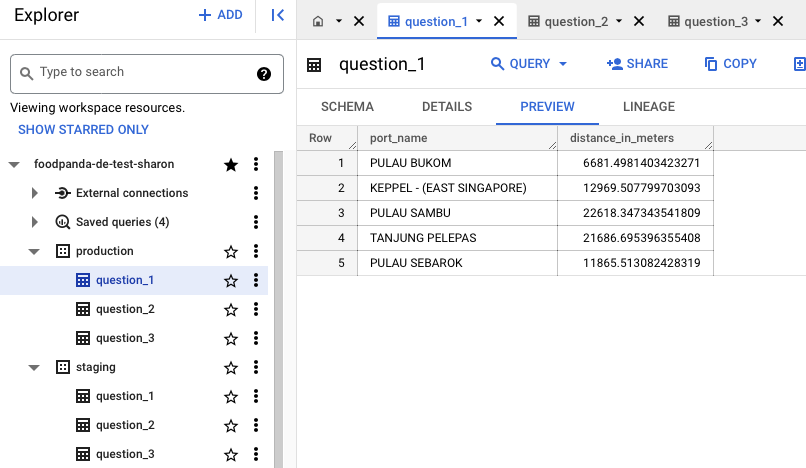 Explorer
+ ADD
Type to search
?
Viewing workspace resources.
SHOW STARRED ONLY
foodpanda-de-test-sharon
External connections
Saved queries (4)
production
question_1
question_2
question_3
staging
question_1
question_2
question_3
question_1
question_2
question_3
question_1
QUERY
SHARE
COPY
SCHEMA
DETAILS
PREVIEW
LINEAGE
Row port_name distance_in_meters
1 PULAU BUKOM 6681.4981403423271
2 KEPPEL - (EAST SINGAPORE) 12969.507799703093
3 PULAU SAMBU 22618.347343541809
4 TANJUNG PELEPAS 21686.695396355408
5 PULAU SEBAROK 11865.513082428319